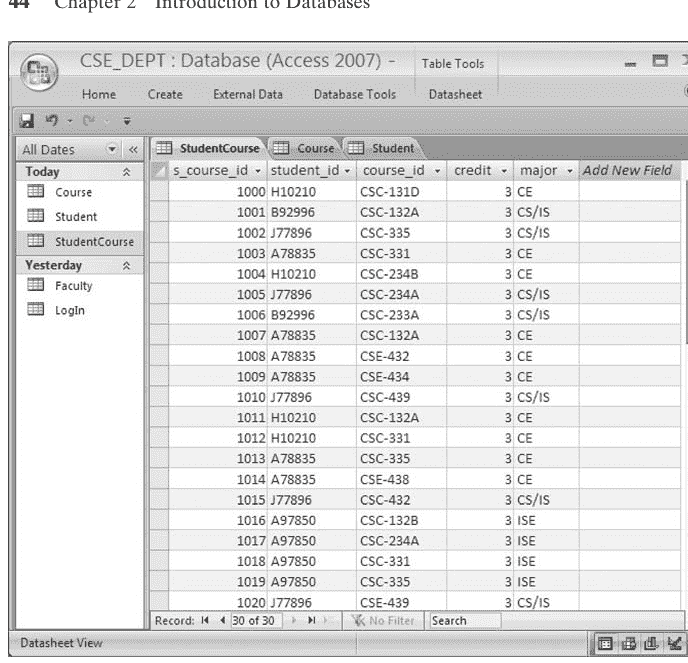 44 Chapter 2 Introduction to Databases
CSE_DEPT : Database (Access 2007) - Table Tools
Home Create External Data Database Tools Datasheet
All Dates « StudentCourse Course Student
Today s_course_id student_id course_id credit major Add New Field
Course 1000 H10210 CSC-131D 3 CE
Student 1001 B92996 CSC-132A 3 CS/IS
1002 J77896 CSC-335 3 CS/IS
StudentCourse 1003 A78835 CSC-331 3 CE
Yesterday 1004 H10210 CSC-234B 3 CE
Faculty 1005 J77896 CSC-234A 3 CS/IS
LogIn 1006 B92996 CSC-233A 3 CS/IS
1007 A78835 CSC-132A 3 CE
1008 A78835 CSE-432 3 CE
1009 A78835 CSE-434 3 CE
1010 J77896 CSC-439 3 CS/IS
1011 H10210 CSC-132A 3 CE
1012 H10210 CSC-331 3 CE
1013 A78835 CSC-335 3 CE
1014 A78835 CSE-438 3 CE
1015 J77896 CSC-432 3 CS/IS
1016 A97850 CSC-132B 3 ISE
1017 A97850 CSC-234A 3 ISE
1018 A97850 CSC-331 3 ISE
1019 A97850 CSC-335 3 ISE
1020 J77896 CSE-439 3 CS/IS
Record: 30 of 30 No Filter Search
Datasheet View